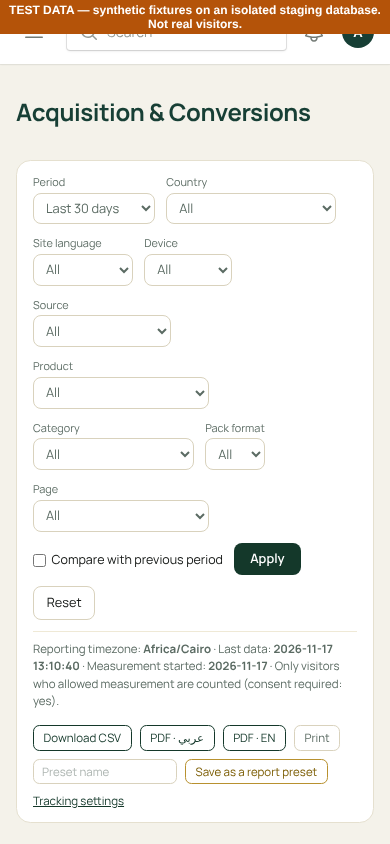 TEST DATA — synthetic fixtures on an isolated staging database.
Not real visitors.
Search
A
Acquisition & Conversions
Period
Country
Last 30 days
All
Site language
Device
All
All
Source
All
Product
All
Category
Pack format
All
All
Page
All
Compare with previous period
Apply
Reset
Reporting timezone: Africa/Cairo · Last data: 2026-11-17
13:10:40 · Measurement started: 2026-11-17 · Only visitors
who allowed measurement are counted (consent required:
yes).
Download CSV
PDF · عربي
PDF · EN
Print
Preset name
Save as a report preset
Tracking settings